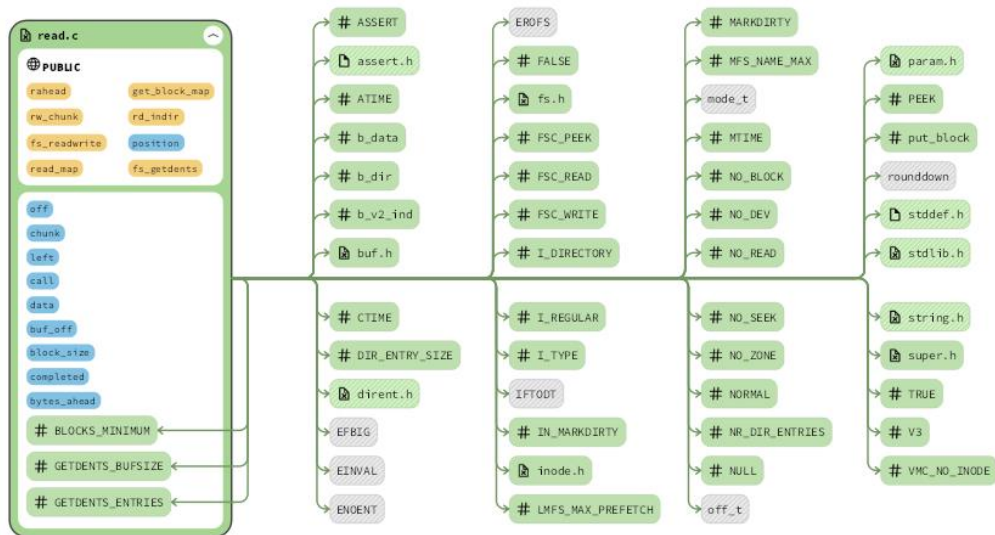 read.c
PUBLIC
rahead
get_block_map
rw_chunk
rd_indir
fs_readwrite
position
read_map
fs_getdents
off
chunk
left
call
data
buf_off
block_size
completed
bytes_ahead
# BLOCKS_MINIMUM
# GETDENTS_BUFSIZE
# GETDENTS_ENTRIES
# ASSERT
assert.h
# ATIME
# b_data
# b_dir
# b_v2_ind
buf.h
# CTIME
# DIR_ENTRY_SIZE
dirent.h
EFBIG
EINVAL
ENOENT
EROFS
# FALSE
fs.h
# FSC_PEEK
# FSC_READ
# FSC_WRITE
# I_DIRECTORY
# I_REGULAR
# I_TYPE
IFTODT
# IN_MARKDIRTY
inode.h
# LMFS_MAX_PREFETCH
# MARKDIRTY
# MFS_NAME_MAX
mode_t
# MTIME
# NO_BLOCK
# NO_DEV
# NO_READ
# NO_SEEK
# NO_ZONE
# NORMAL
# NR_DIR_ENTRIES
# NULL
off_t
param.h
# PEEK
# put_block
rounddown
stddef.h
stdlib.h
string.h
super.h
# TRUE
# V3
# VMC_NO_INODE